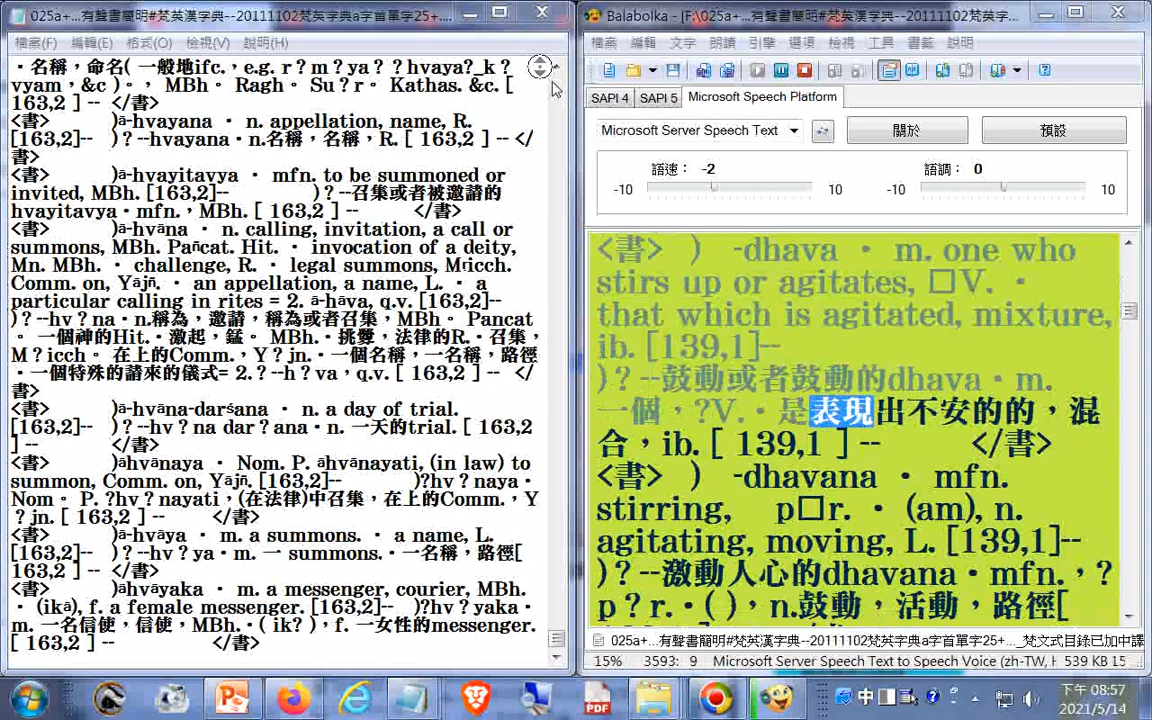 025a+...有聲書簡明#梵英漢字典--20111102梵英字典a字首單字25+...
檔案(F) 編輯(E) 格式(O) 檢視(V) 說明(H)
‧名稱，命名( 一般地ifc.，e.g. r？m？ya？？hvaya?_k？
vyam，&c )。， MBh。 Ragh。 Su？r。 Kathas. &c. [
163,2 ] -- </書>
<書> )ā-hvayana ‧ n. appellation, name, R.
[163,2]-- )？--hvayana‧n.名稱，名稱，R. [ 163,2 ] -- </
書>
<書> )ā-hvayitavya ‧ mfn. to be summoned or
invited, MBh. [163,2]-- )？--召集或者被邀請的
hvayitavya‧mfn.，MBh. [ 163,2 ] -- </書>
<書> )ā-hvāna ‧ n. calling, invitation, a call or
summons, MBh. Pañcat. Hit. ‧ invocation of a deity,
Mn. MBh. ‧ challenge, R. ‧ legal summons, Mṛicch.
Comm. on, Yājñ. ‧ an appellation, a name, L. ‧ a
particular calling in rites = 2. ā-hāva, q.v. [163,2]--
)？--hv？na‧n.稱為，邀請，稱為或者召集，MBh。 Pancat
。 一個神的Hit.‧激起，錳。 MBh.‧挑釁，法律的R.‧召集，
M？icch。 在上的Comm.，Y？jn.‧一個名稱，一名稱，路徑
‧一個特殊的請來的儀式= 2.？--h？va，q.v. [ 163,2 ] -- </
書>
<書> )ā-hvāna-darśana ‧ n. a day of trial.
[163,2]-- )？--hv？na dar？ana‧n. 一天的trial. [ 163,2
] -- </書>
<書> )āhvānaya ‧ Nom. P. āhvānayati, (in law) to
summon, Comm. on, Yājñ. [163,2]-- )?hv？naya‧
Nom。 P. ?hv？nayati，(在法律)中召集，在上的Comm.，Y
？jn. [ 163,2 ] -- </書>
<書> )ā-hvāya ‧ m. a summons. ‧ a name, L.
[163,2]-- )？--hv？ya‧m. 一 summons.‧一名稱，路徑[
163,2 ] -- </書>
<書> )āhvāyaka ‧ m. a messenger, courier, MBh.
‧ (ikā), f. a female messenger. [163,2]-- )?hv？yaka‧
m. 一名信使，信使，MBh.‧( ik？)，f. 一女性的messenger.
[ 163,2 ] -- </書>
Balabolka - [F:\025a+...有聲書簡明#梵英漢字典--20111102梵英字...
檔案 編輯 文字 朗讀 引擎 選項 檢視 工具 書籤 說明
SAPI 4 SAPI 5 Microsoft Speech Platform
Microsoft Server Speech Text 關於 預設
語速： -2 語調： 0
-10 10 -10 10
<書> ) -dhava ‧ m. one who
stirs up or agitates, □V. ‧
that which is agitated, mixture,
ib. [139,1]--
)？--鼓動或者鼓動的dhava‧m.
一個，?V.‧是表現出不安的的，混
合，ib. [ 139,1 ] -- </書>
<書> ) -dhavana ‧ mfn.
stirring, p□r. ‧ (am), n.
agitating, moving, L. [139,1]--
)？--激動人心的dhavana‧mfn.，？
p？r.‧( )，n.鼓動，活動，路徑[
025a+...有聲書簡明#梵英漢字典--20111102梵英字典a字首單字25+..._梵文式目錄已加中譯
15% 3593: 9 Microsoft Server Speech Text to Speech Voice (zh-TW, H 539 KB 15
PDF
中
下午 08:57
2021/5/14